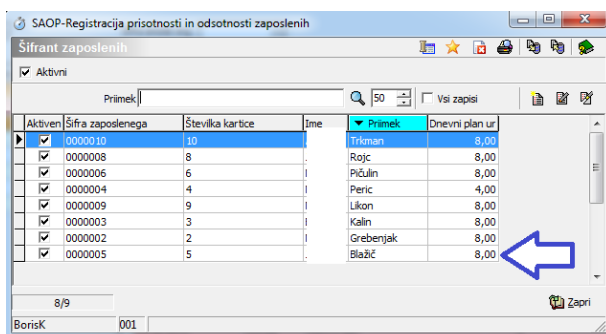 SAOP-Registracija prisotnosti in odsotnosti zaposlenih
Šifrant zaposlenih
Aktivni
Priimek 50 Vsi zapisi
Aktiven Šifra zaposlenega Številka kartice Ime Priimek Dnevni plan ur
0000010 10 Trkman 8,00
0000008 8 Rojc 8,00
0000006 6 Pičulin 8,00
0000004 4 Peric 4,00
0000009 9 Likon 8,00
0000003 3 Kalin 8,00
0000002 2 Grebenjak 8,00
0000005 5 Blažič 8,00
8/9 Zapri
BorisK 001